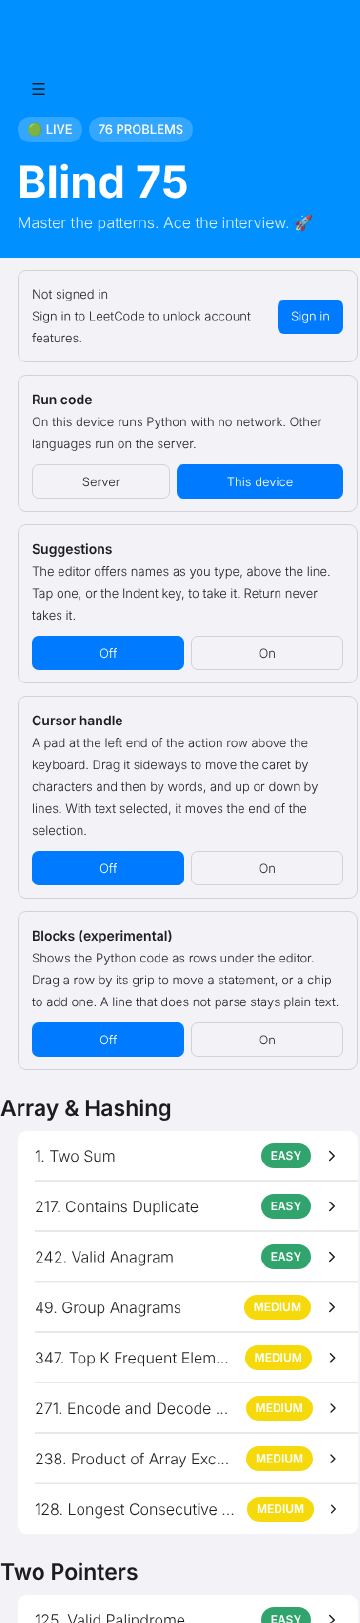 ☰
🟢 LIVE 76 PROBLEMS
Blind 75
Master the patterns. Ace the interview. 🚀
Not signed in
Sign in to LeetCode to unlock account
features.
Sign in
Run code
On this device runs Python with no network. Other
languages run on the server.
Server This device
Suggestions
The editor offers names as you type, above the line.
Tap one, or the Indent key, to take it. Return never
takes it.
Off On
Cursor handle
A pad at the left end of the action row above the
keyboard. Drag it sideways to move the caret by
characters and then by words, and up or down by
lines. With text selected, it moves the end of the
selection.
Off On
Blocks (experimental)
Shows the Python code as rows under the editor.
Drag a row by its grip to move a statement, or a chip
to add one. A line that does not parse stays plain text.
Off On
Array & Hashing
1. Two Sum EASY
217. Contains Duplicate EASY
242. Valid Anagram EASY
49. Group Anagrams MEDIUM
347. Top K Frequent Elem... MEDIUM
271. Encode and Decode ... MEDIUM
238. Product of Array Exc... MEDIUM
128. Longest Consecutive ... MEDIUM
Two Pointers
125. Valid Palindrome EASY